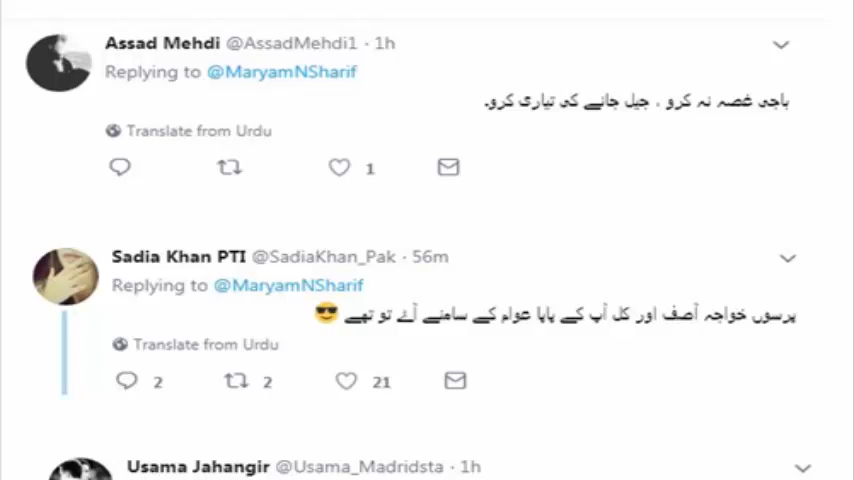 Assad Mehdi @AssadMehdi1 · 1h
Replying to @MaryamNSharif
باجی غصہ نہ کرو ، جیل جانے کی تیاری کرو۔
Translate from Urdu
1
Sadia Khan PTI @SadiaKhan_Pak · 56m
Replying to @MaryamNSharif
پرسوں خواجہ آصف اور کل آپ کے پاپا عوام کے سامنے آۓ تو تھے 😎
Translate from Urdu
2 2 21
Usama Jahangir @Usama_Madridsta · 1h